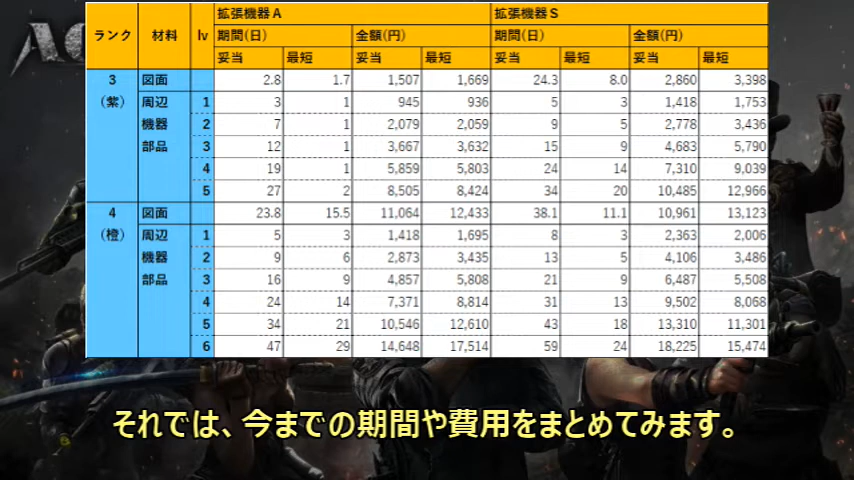 拡張機器A 拡張機器S
ランク 材料 lv 期間(日) 金額(円) 期間(日) 金額(円)
妥当 最短 妥当 最短 妥当 最短 妥当 最短
3 図面 2.8 1.7 1,507 1,669 24.3 8.0 2,860 3,398
(紫) 周辺 1 3 1 945 936 5 3 1,418 1,753
機器 2 7 1 2,079 2,059 9 5 2,778 3,436
部品 3 12 1 3,667 3,632 15 9 4,683 5,790
4 19 1 5,859 5,803 24 14 7,310 9,039
5 27 2 8,505 8,424 34 20 10,485 12,966
4 図面 23.8 15.5 11,064 12,433 38.1 11.1 10,961 13,123
(橙) 周辺 1 5 3 1,418 1,695 8 3 2,363 2,006
機器 2 9 6 2,873 3,435 13 5 4,106 3,486
部品 3 16 9 4,857 5,808 21 9 6,487 5,508
4 24 14 7,371 8,814 31 13 9,502 8,068
5 34 21 10,546 12,610 43 18 13,310 11,301
6 47 29 14,648 17,514 59 24 18,225 15,474
それでは、今までの期間や費用をまとめてみます。